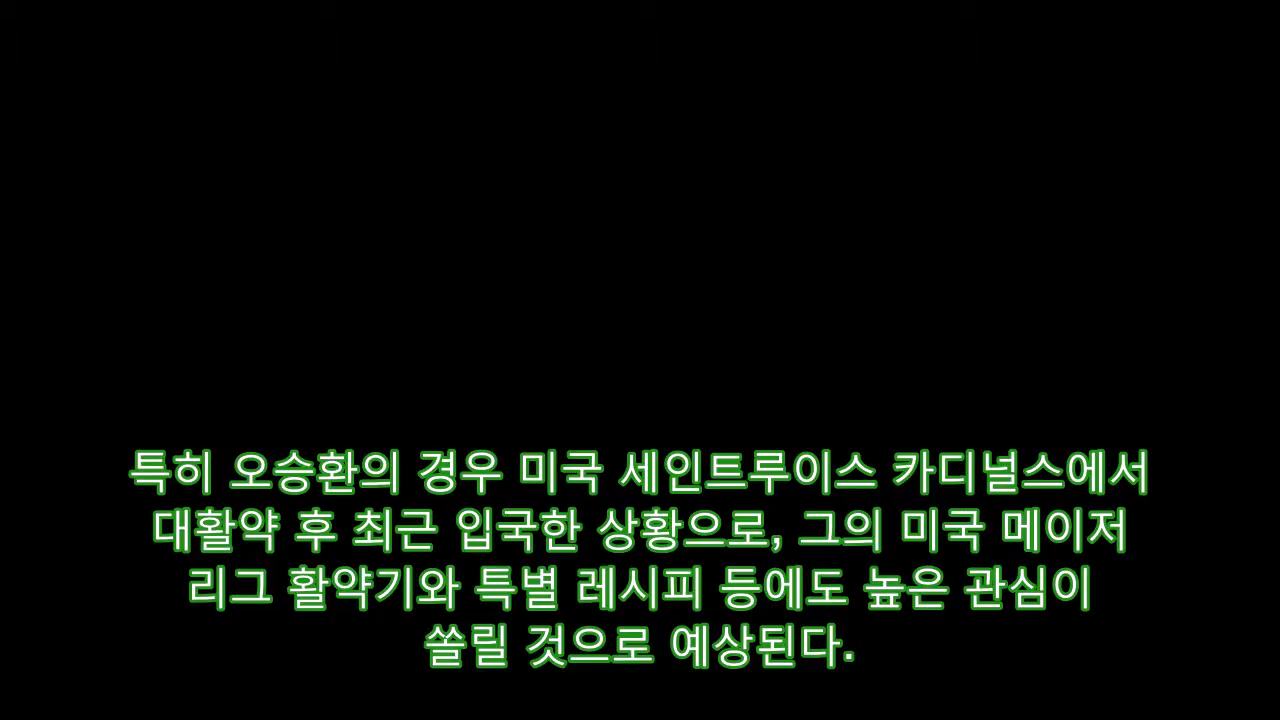 특히 오승환의 경우 미국 세인트루이스 카디널스에서
대활약 후 최근 입국한 상황으로, 그의 미국 메이저
리그 활약기와 특별 레시피 등에도 높은 관심이
쏠릴 것으로 예상된다.